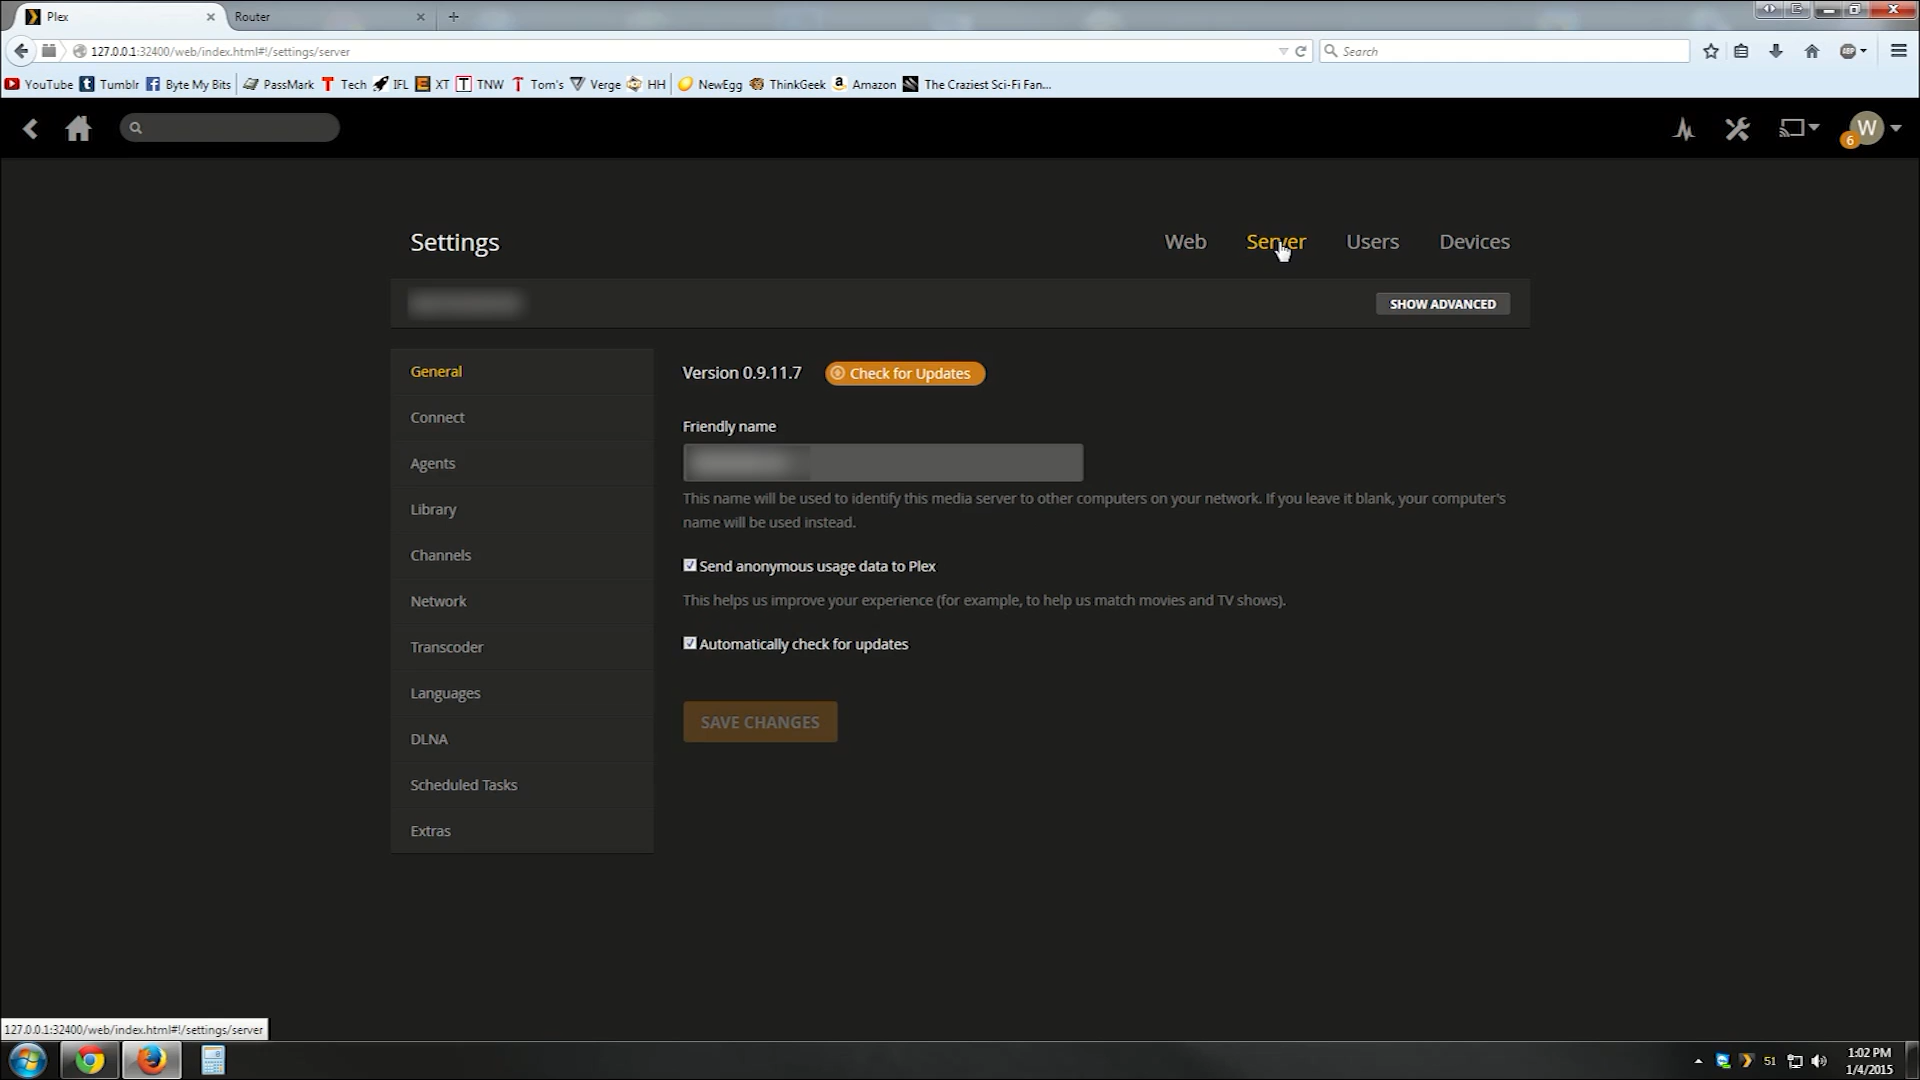 Plex
Router
127.0.0.1:32400/web/index.html#!/settings/server
Search
YouTube
Tumblr
Byte My Bits
PassMark
Tech
IFL
XT
TNW
Tom's
Verge
HH
NewEgg
ThinkGeek
Amazon
The Craziest Sci-Fi Fan...
6
W
Settings
Web
Server
Users
Devices
SHOW ADVANCED
General
Connect
Agents
Library
Channels
Network
Transcoder
Languages
DLNA
Scheduled Tasks
Extras
Version 0.9.11.7
Check for Updates
Friendly name
This name will be used to identify this media server to other computers on your network. If you leave it blank, your computer's
name will be used instead.
Send anonymous usage data to Plex
This helps us improve your experience (for example, to help us match movies and TV shows).
Automatically check for updates
SAVE CHANGES
127.0.0.1:32400/web/index.html#!/settings/server
51
1:02 PM
1/4/2015